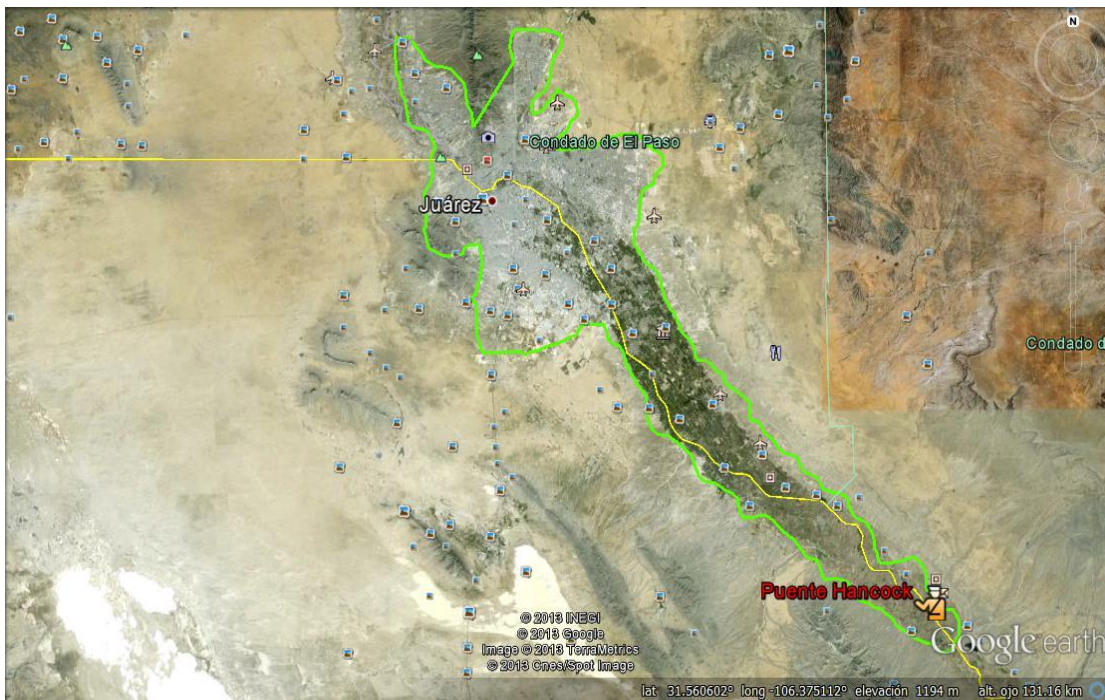 N
Condado de El Paso
Juárez
Condado d
Puente Hancock
© 2013 INEGI
© 2013 Google
Image © 2013 TerraMetrics
© 2013 Cnes/Spot Image
Google earth
lat 31.560602° long -106.375112° elevación 1194 m alt. ojo 131.16 km